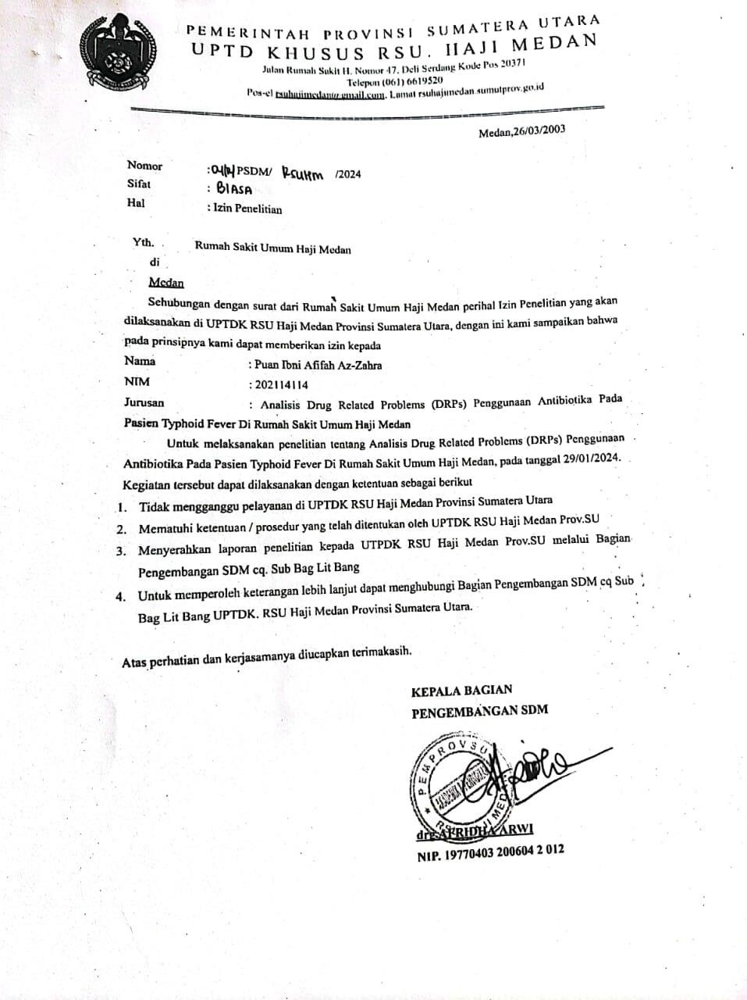 PEMERINTAH PROVINSI SUMATERA UTARA
UPTD KHUSUS RSU. HAJI MEDAN
Jalan Rumah Sakit H. Nomor 47, Deli Serdang Kode Pos 20371
Telepon (061) 6619520
Pos-el rsuhajimedan@gmail.com, Laman rsuhajimedan.sumutprov.go.id
Medan,26/03/2003
Nomor : PSDM/ RSUHM /2024
Sifat : BIASA
Hal : Izin Penelitian
Yth. Rumah Sakit Umum Haji Medan
di
Medan
Sehubungan dengan surat dari Rumah Sakit Umum Haji Medan perihal Izin Penelitian yang akan
dilaksanakan di UPTDK RSU Haji Medan Provinsi Sumatera Utara, dengan ini kami sampaikan bahwa
pada prinsipnya kami dapat memberikan izin kepada
Nama : Puan Ibni Afifah Az-Zahra
NIM : 202114114
Jurusan : Analisis Drug Related Problems (DRPs) Penggunaan Antibiotika Pada
Pasien Typhoid Fever Di Rumah Sakit Umum Haji Medan
Untuk melaksanakan penelitian tentang Analisis Drug Related Problems (DRPs) Penggunaan
Antibiotika Pada Pasien Typhoid Fever Di Rumah Sakit Umum Haji Medan, pada tanggal 29/01/2024.
Kegiatan tersebut dapat dilaksanakan dengan ketentuan sebagai berikut
1. Tidak mengganggu pelayanan di UPTDK RSU Haji Medan Provinsi Sumatera Utara
2. Mematuhi ketentuan / prosedur yang telah ditentukan oleh UPTDK RSU Haji Medan Prov.SU
3. Menyerahkan laporan penelitian kepada UTPDK RSU Haji Medan Prov.SU melalui Bagian
Pengembangan SDM cq. Sub Bag Lit Bang
4. Untuk memperoleh keterangan lebih lanjut dapat menghubungi Bagian Pengembangan SDM cq Sub
Bag Lit Bang UPTDK. RSU Haji Medan Provinsi Sumatera Utara.
Atas perhatian dan kerjasamanya diucapkan terimakasih.
KEPALA BAGIAN
PENGEMBANGAN SDM
PEMPROVSU
drg.AFRIDHA ARWI
NIP. 19770403 200604 2 012